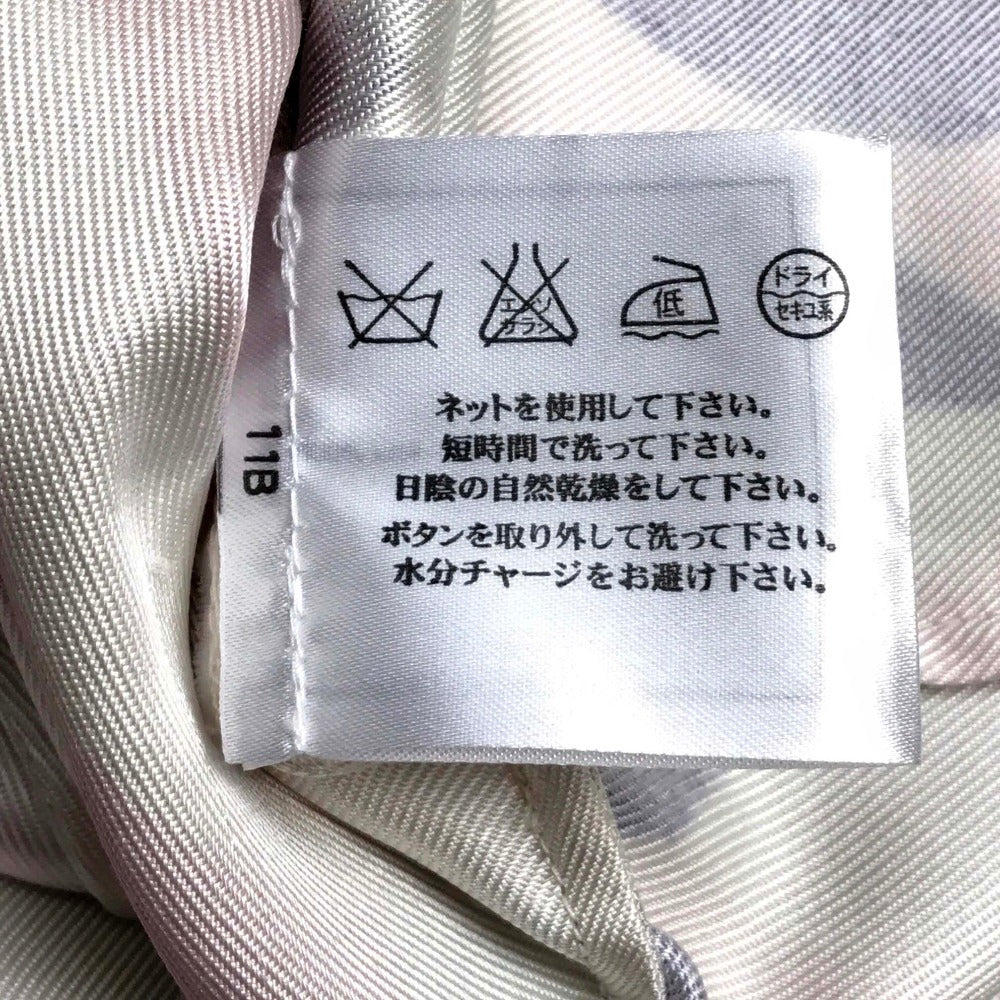 エンソ
サラシ
低
ドライ
セキユ系
ネットを使用して下さい。
短時間で洗って下さい。
日陰の自然乾燥をして下さい。
ボタンを取り外して洗って下さい。
水分チャージをお避け下さい。
11B